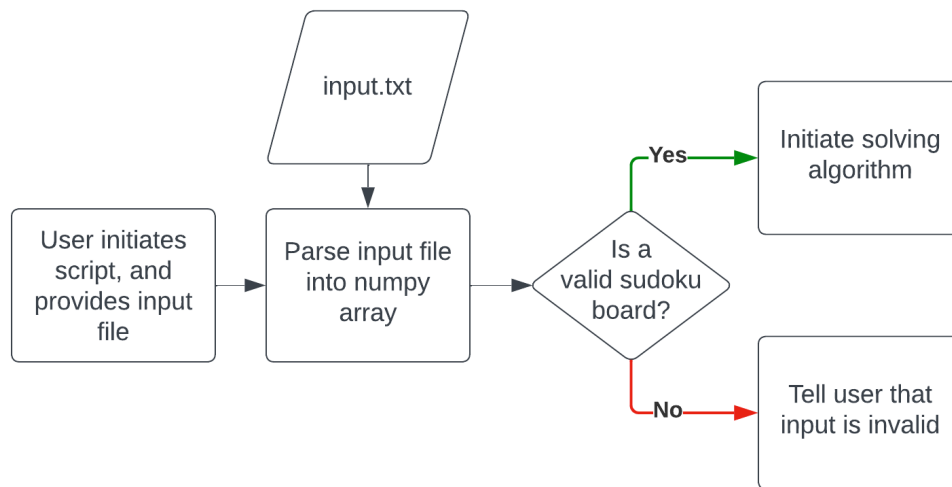 input.txt
User initiates
script, and
provides input
file
Parse input file
into numpy
array
Is a
valid sudoku
board?
Yes
Initiate solving
algorithm
No
Tell user that
input is invalid